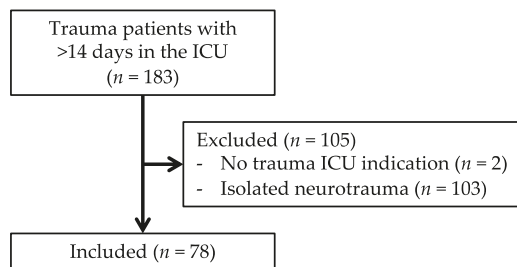 Trauma patients with
>14 days in the ICU
(n = 183)
Excluded (n = 105)
- No trauma ICU indication (n = 2)
- Isolated neurotrauma (n = 103)
Included (n = 78)